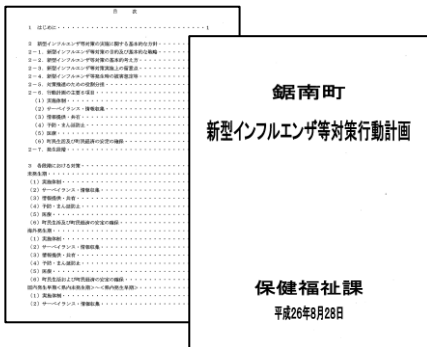 目 次
1 はじめに・・・・・・・・・・・・・・・・・・・・・・・・・・・・1
2 新型インフルエンザ等対策の実施に関する基本的な方針
2-1.新型インフルエンザ等対策の目的及び基本的な戦略
2-2.新型インフルエンザ等対策の基本的考え方
2-3.新型インフルエンザ等対策実施上の留意点
2-4.新型インフルエンザ等発生時の被害想定等
2-5.対策推進のための役割分担
2-6.行動計画の主要6項目
(1)実施体制
(2)サーベイランス・情報収集
(3)情報提供・共有
(4)予防・まん延防止
(5)医療
(6)町民生活及び町民経済の安定の確保
2-7.発生段階
3 各段階における対策
未発生期
(1)実施体制
(2)サーベイランス・情報収集
(3)情報提供・共有
(4)予防・まん延防止
(5)医療
(6)町民生活及び町民経済の安定の確保
海外発生期
(1)実施体制
(2)サーベイランス・情報収集
(3)情報提供・共有
(4)予防・まん延防止
(5)医療
(6)町民生活および町民経済の安定の確保
(1)実施体制
(2)サーベイランス・情報収集
鋸南町
新型インフルエンザ等対策行動計画
保健福祉課
平成26年8月28日